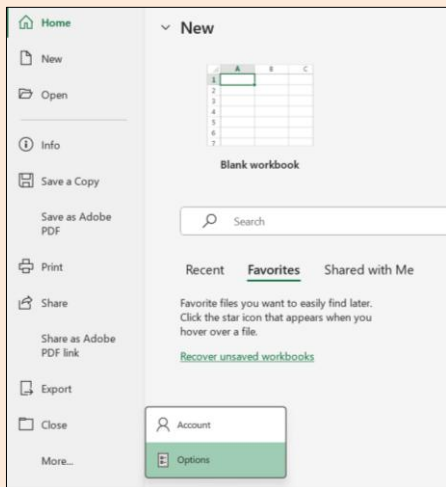 Home
New
Open
Info
Save a Copy
Save as Adobe
PDF
Print
Share
Share as Adobe
PDF link
Export
Close
More...
New
A B C
1
2
3
4
5
6
7
Blank workbook
Search
Recent Favorites Shared with Me
Favorite files you want to easily find later.
Click the star icon that appears when you
hover over a file.
Recover unsaved workbooks
Account
Options